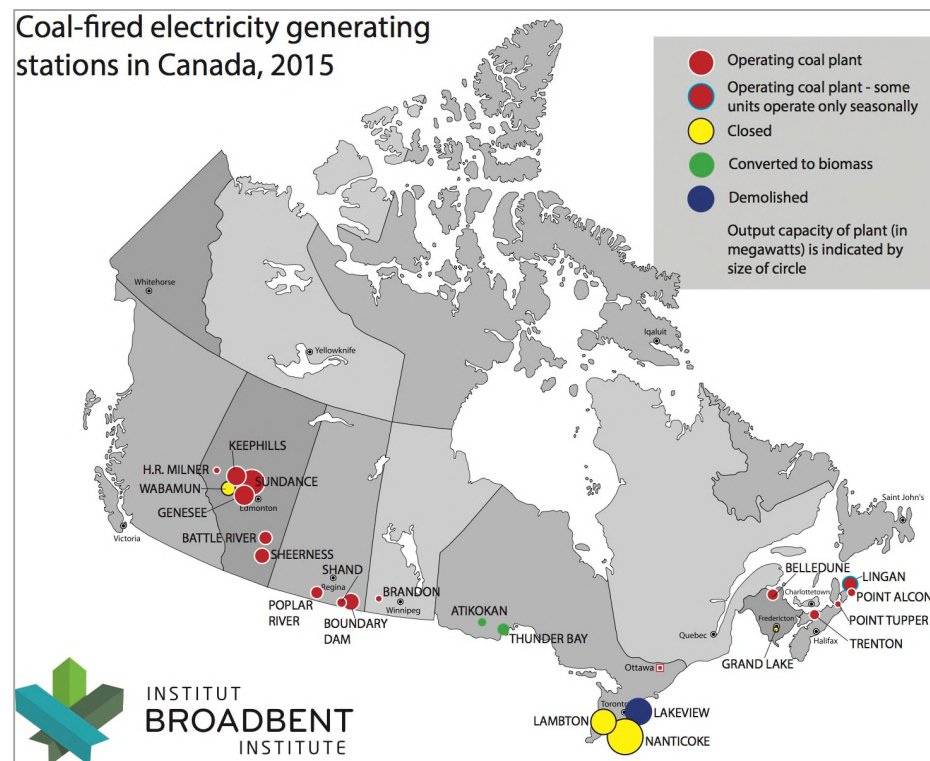 Coal-fired electricity generating
stations in Canada, 2015
Operating coal plant
Operating coal plant - some
units operate only seasonally
Closed
Converted to biomass
Demolished
Output capacity of plant (in
megawatts) is indicated by
size of circle
Whitehorse
Yellowknife
Iqaluit
KEEPHILLS
H.R. MILNER
SUNDANCE
WABAMUN
GENESEE
Edmonton
Saint John's
Victoria
BATTLE RIVER
SHEERNESS
SHAND
Regina
BELLEDUNE
LINGAN
Charlottetown
POINT ALCON
BRANDON
Winnipeg
POPLAR
RIVER
BOUNDARY
DAM
ATIKOKAN
THUNDER BAY
Fredericton
POINT TUPPER
Quebec
Halifax
TRENTON
GRAND LAKE
Ottawa
Toronto
LAKEVIEW
LAMBTON
NANTICOKE
INSTITUT
BROADBENT
INSTITUTE